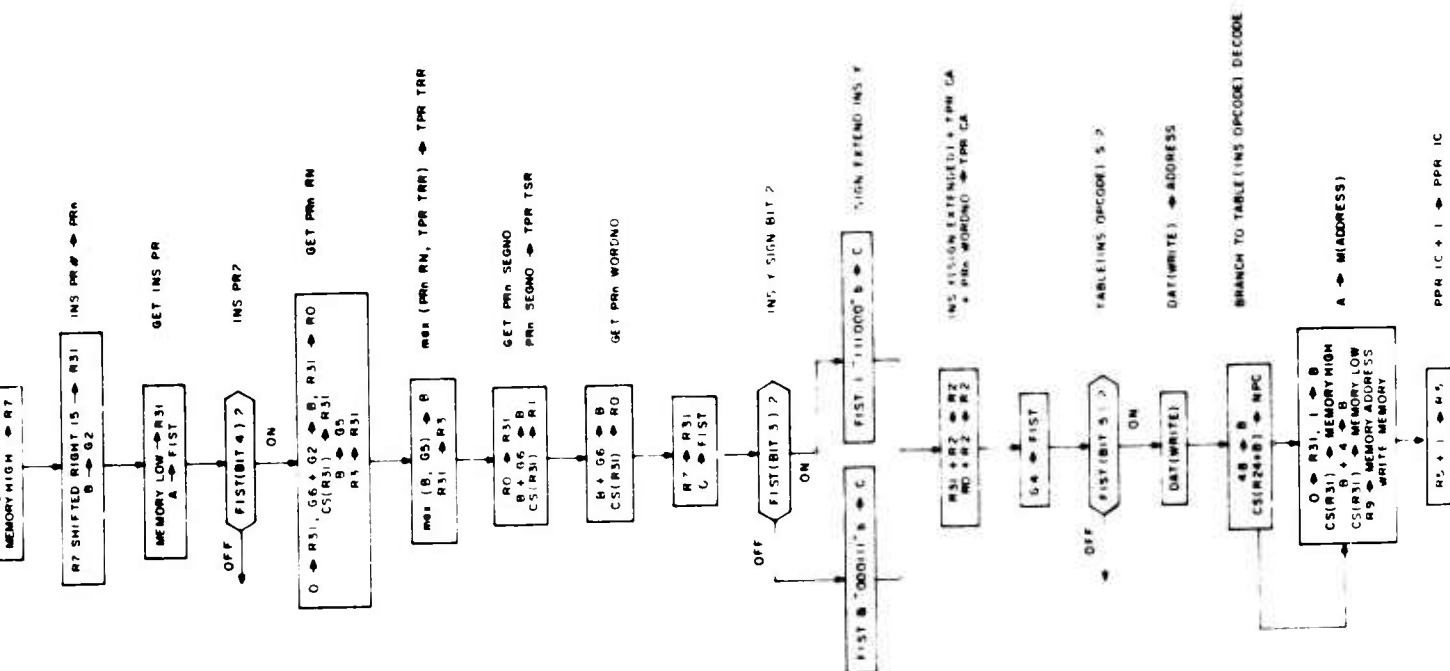 MEMORY HIGH → R7
R7 SHIFTED RIGHT 15 → R31
B → G2
INS PR# → PRn
MEMORY LOW → R31
A → FIST
GET INS PR
FIST(BIT 4) ?
INS PR?
OFF
ON
0 → R31, G6 + G2 → B, R31 → R0
CS(R31) → R31
B → G5
R3 → R31
GET PRn RN
max (B, G5) → B
R31 → R3
max (PRn RN, TPR TRR) → TPR TRR
R0 → R31
B + G6 → B
CS(R31) → R1
GET PRn SEGNO
PRn SEGNO → TPR TSR
B + G6 → B
CS(R31) → R0
GET PRn WORDNO
R7 → R31
C → FIST
FIST(BIT 3) ?
INS Y SIGN BIT ?
OFF
ON
FIST & "000111" b → C
FIST | "111000" b → C
SIGN EXTEND INS Y
R31 + R2 → R2
R0 + R2 → R2
INS Y(SIGN EXTENDED) + TPR CA
+ PRn WORDNO → TPR CA
G4 → FIST
FIST(BIT 5) ?
TABLE(INS OPCODE) S ?
OFF
ON
DAT(WRITE)
DAT(WRITE) → ADDRESS
4B → B
CS(R24+B) → NPC
BRANCH TO TABLE(INS OPCODE) DECODE
0 → R31, 1 → B
CS(R31) → MEMORY HIGH
B + 4 → B
CS(R31) → MEMORY LOW
R9 → MEMORY ADDRESS
WRITE MEMORY
A → M(ADDRESS)
R5 + 1 → R5
PPR IC + 1 → PPR IC